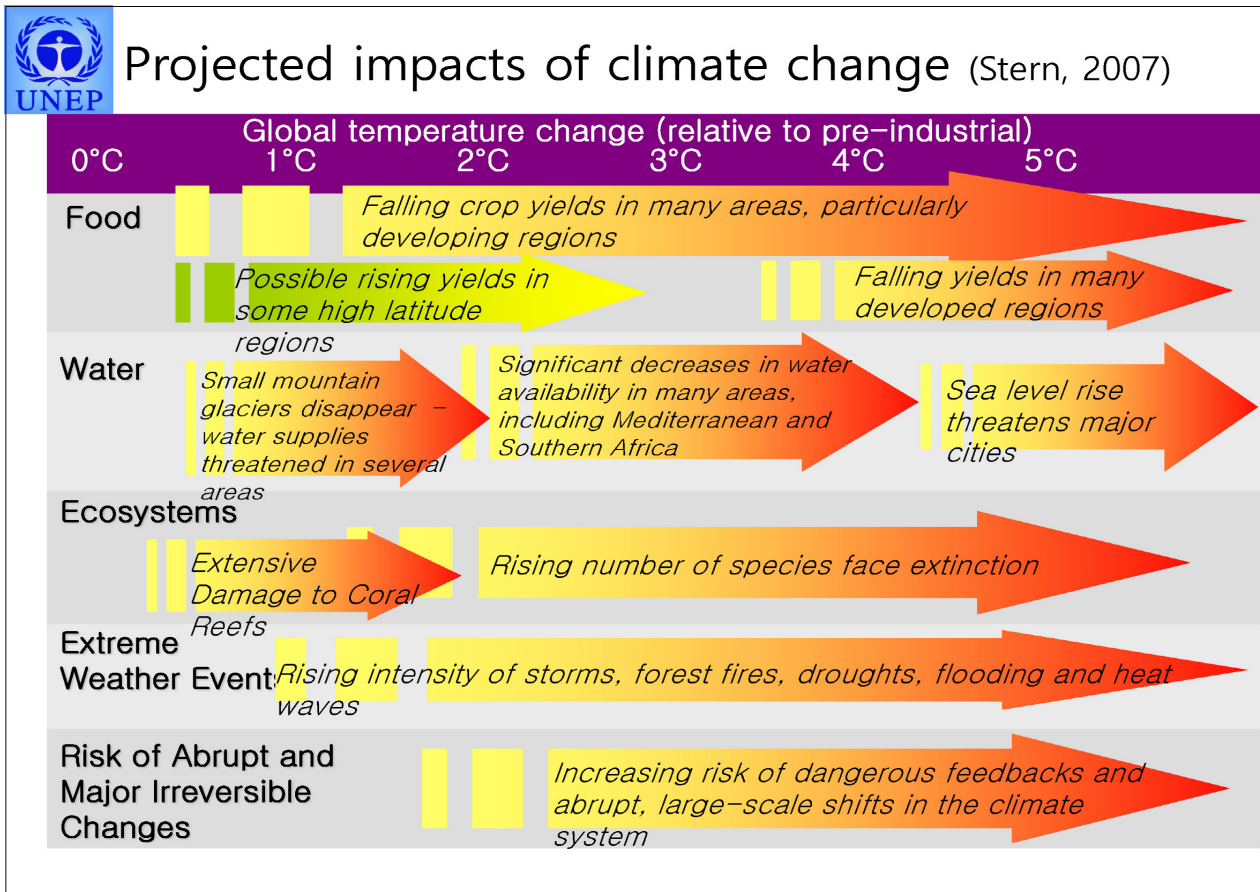 UNEP
Projected impacts of climate change (Stern, 2007)
Global temperature change (relative to pre-industrial)
0°C 1°C 2°C 3°C 4°C 5°C
Food
Falling crop yields in many areas, particularly
developing regions
Possible rising yields in
some high latitude
regions
Falling yields in many
developed regions
Water
Small mountain
glaciers disappear –
water supplies
threatened in several
areas
Significant decreases in water
availability in many areas,
including Mediterranean and
Southern Africa
Sea level rise
threatens major
cities
Ecosystems
Extensive
Damage to Coral
Reefs
Rising number of species face extinction
Extreme
Weather Events
Rising intensity of storms, forest fires, droughts, flooding and heat
waves
Risk of Abrupt and
Major Irreversible
Changes
Increasing risk of dangerous feedbacks and
abrupt, large-scale shifts in the climate
system